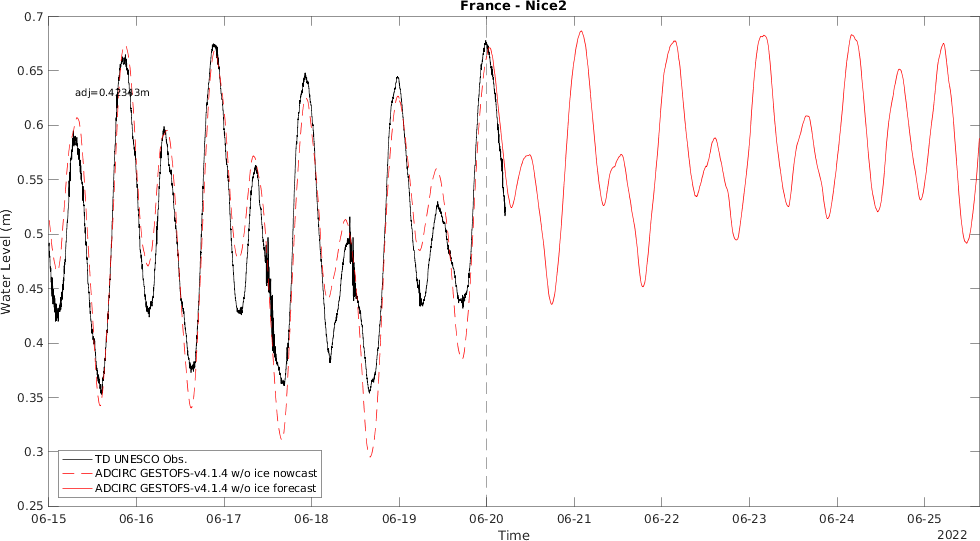 France - Nice2
0.7
0.65
adj=0.42343m
0.6
0.55
0.5
0.45
0.4
0.35
0.3
0.25
Water Level (m)
TD UNESCO Obs.
ADCIRC GESTOFS-v4.1.4 w/o ice nowcast
ADCIRC GESTOFS-v4.1.4 w/o ice forecast
06-15 06-16 06-17 06-18 06-19 06-20 06-21 06-22 06-23 06-24 06-25
Time
2022